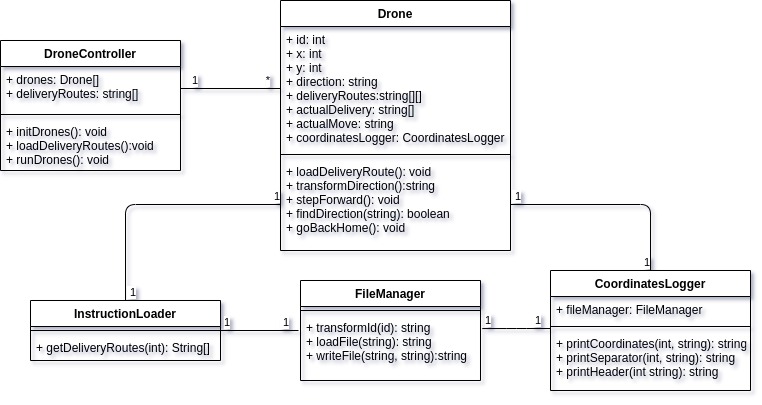 Drone
+ id: int
+ x: int
+ y: int
+ direction: string
+ deliveryRoutes:string[][]
+ actualDelivery: string[]
+ actualMove: string
+ coordinatesLogger: CoordinatesLogger
+ loadDeliveryRoute(): void
+ transformDirection():string
+ stepForward(): void
+ findDirection(string): boolean
+ goBackHome(): void
DroneController
+ drones: Drone[]
+ deliveryRoutes: string[]
+ initDrones(): void
+ loadDeliveryRoutes():void
+ runDrones(): void
1
*
1
1
1
1
InstructionLoader
+ getDeliveryRoutes(int): String[]
1
1
FileManager
+ transformId(id): string
+ loadFile(string): string
+ writeFile(string, string):string
1
1
CoordinatesLogger
+ fileManager: FileManager
+ printCoordinates(int, string): string
+ printSeparator(int, string): string
+ printHeader(int string): string